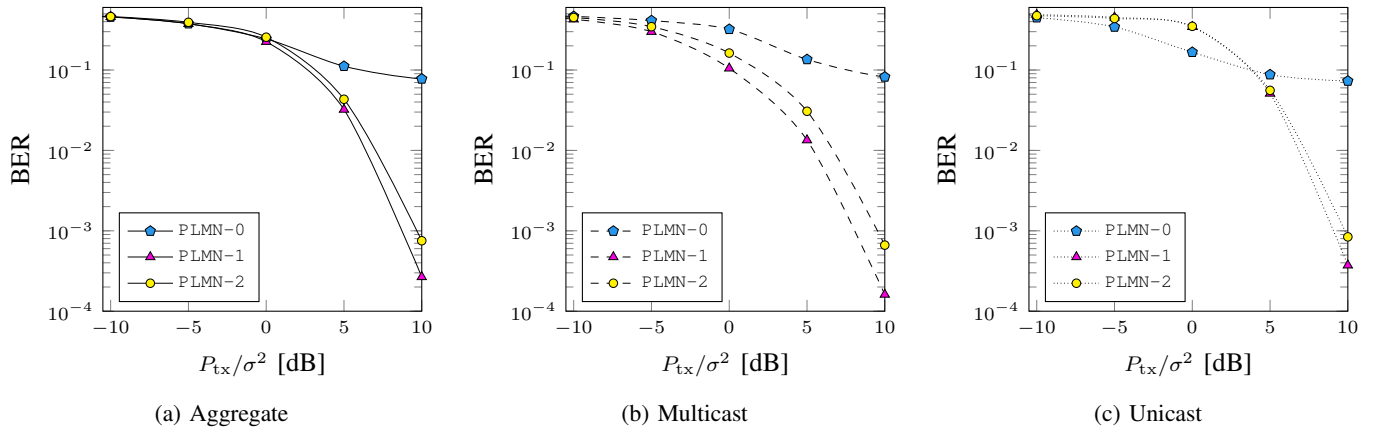 BER
10⁻¹
10⁻²
10⁻³
10⁻⁴
PLMN-0
PLMN-1
PLMN-2
−10
−5
0
5
10
P_tx/σ² [dB]
(a) Aggregate
BER
10⁻¹
10⁻²
10⁻³
10⁻⁴
PLMN-0
PLMN-1
PLMN-2
−10
−5
0
5
10
P_tx/σ² [dB]
(b) Multicast
BER
10⁻¹
10⁻²
10⁻³
10⁻⁴
PLMN-0
PLMN-1
PLMN-2
−10
−5
0
5
10
P_tx/σ² [dB]
(c) Unicast